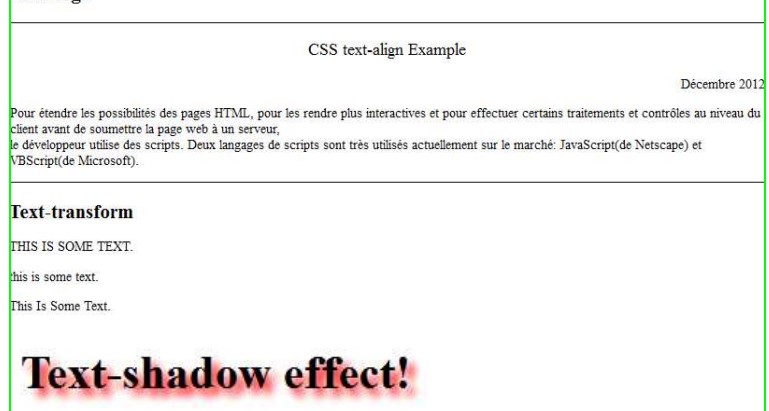 CSS text-align Example
Décembre 2012
Pour étendre les possibilités des pages HTML, pour les rendre plus interactives et pour effectuer certains traitements et contrôles au niveau du
client avant de soumettre la page web à un serveur,
le développeur utilise des scripts. Deux langages de scripts sont très utilisés actuellement sur le marché: JavaScript(de Netscape) et
VBScript(de Microsoft).
Text-transform
THIS IS SOME TEXT.
this is some text.
This Is Some Text.
Text-shadow effect!